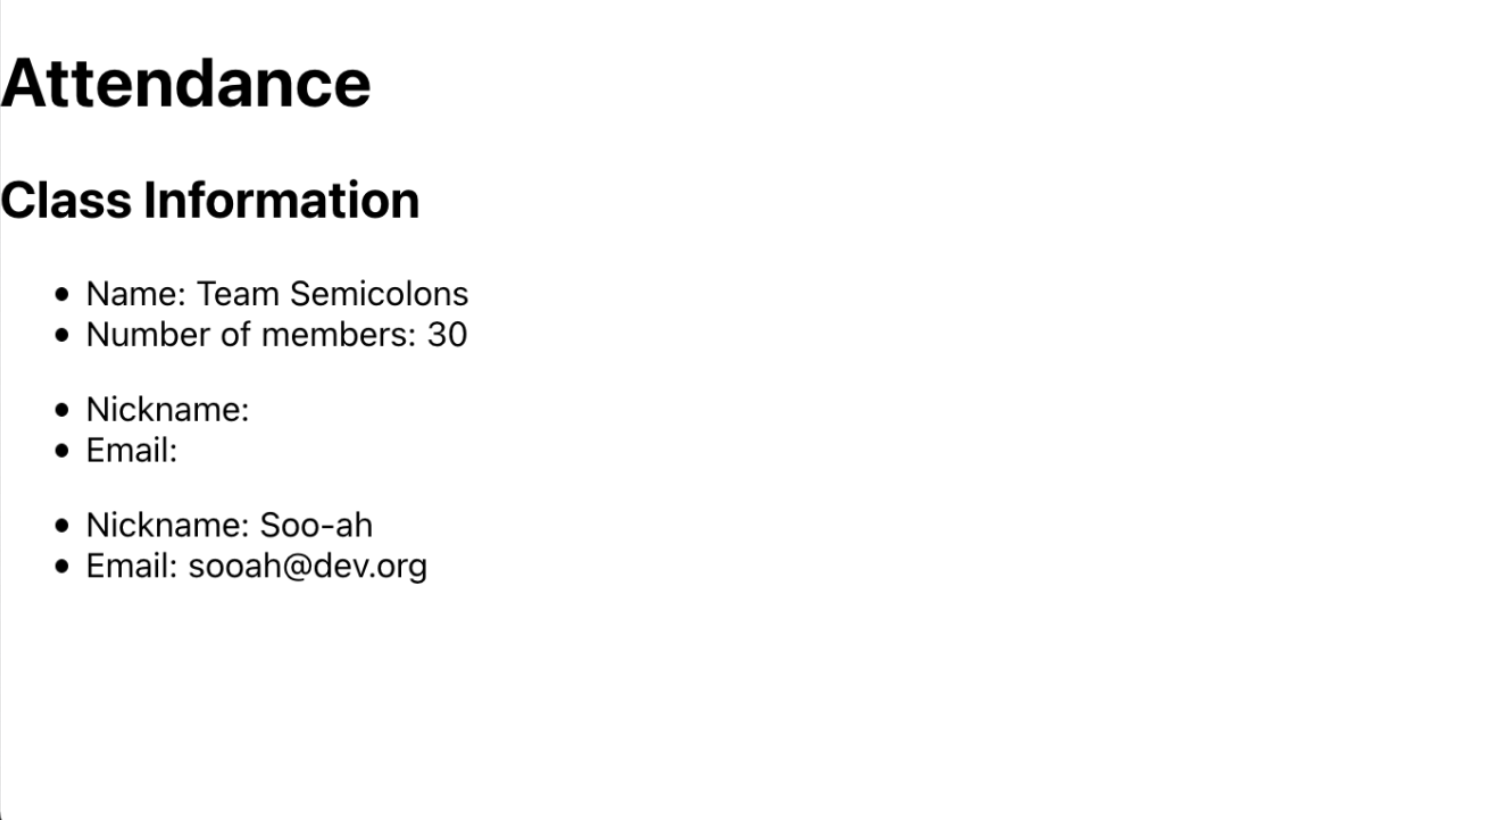 Attendance
Class Information
• Name: Team Semicolons
• Number of members: 30
• Nickname:
• Email:
• Nickname: Soo-ah
• Email: sooah@dev.org